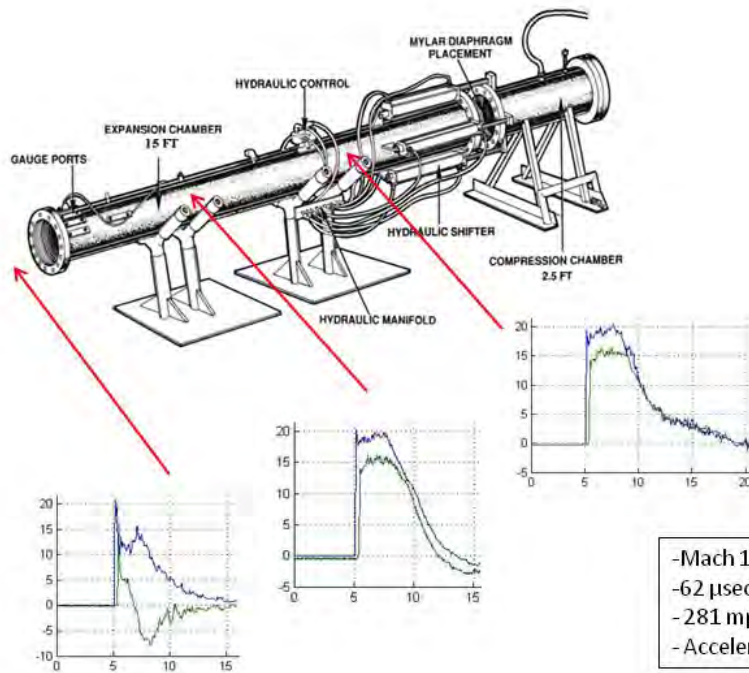 MYLAR DIAPHRAGM
PLACEMENT
HYDRAULIC CONTROL
EXPANSION CHAMBER
15 FT
GAUGE PORTS
HYDRAULIC SHIFTER
COMPRESSION CHAMBER
2.5 FT
HYDRAULIC MANIFOLD
20
15
10
5
0
-5
0
5
10
15
20
20
15
10
5
0
-5
0
5
10
15
20
15
10
5
0
-5
-10
0
5
10
15
-Mach 1
-62 µsec
-281 mp
- Acceler